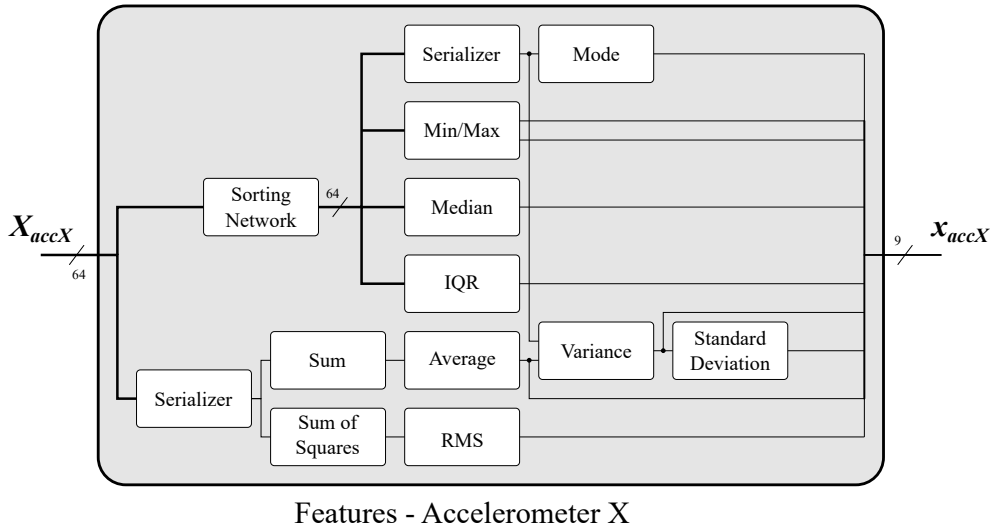 Serializer
Mode
Min/Max
Sorting
Network
64
Median
X_accX
64
IQR
9
x_accX
Sum
Average
Variance
Standard
Deviation
Serializer
Sum of
Squares
RMS
Features - Accelerometer X